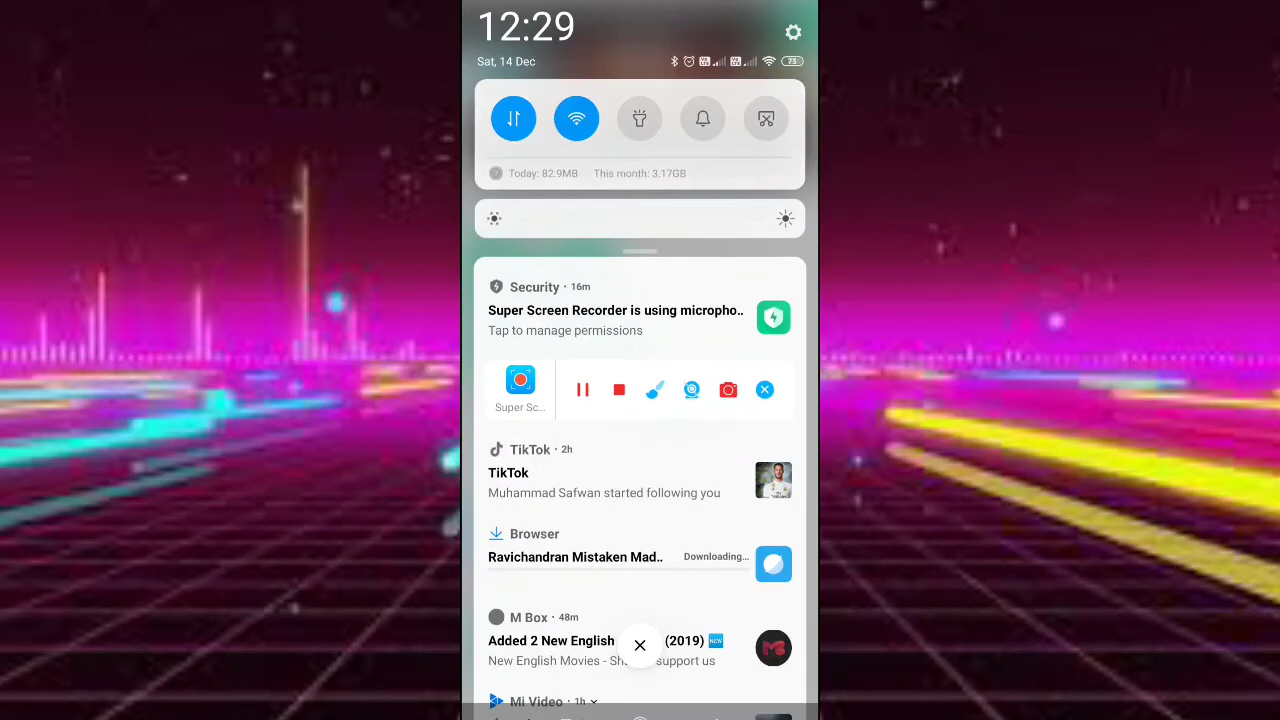 12:29
Sat, 14 Dec
73
Today: 82.9MB This month: 3.17GB
Security · 16m
Super Screen Recorder is using micropho..
Tap to manage permissions
Super Sc...
TikTok · 2h
TikTok
Muhammad Safwan started following you
Browser
Ravichandran Mistaken Mad.. Downloading...
M Box · 48m
Added 2 New English (2019) NEW
New English Movies - Sh support us
Mi Video · 1h